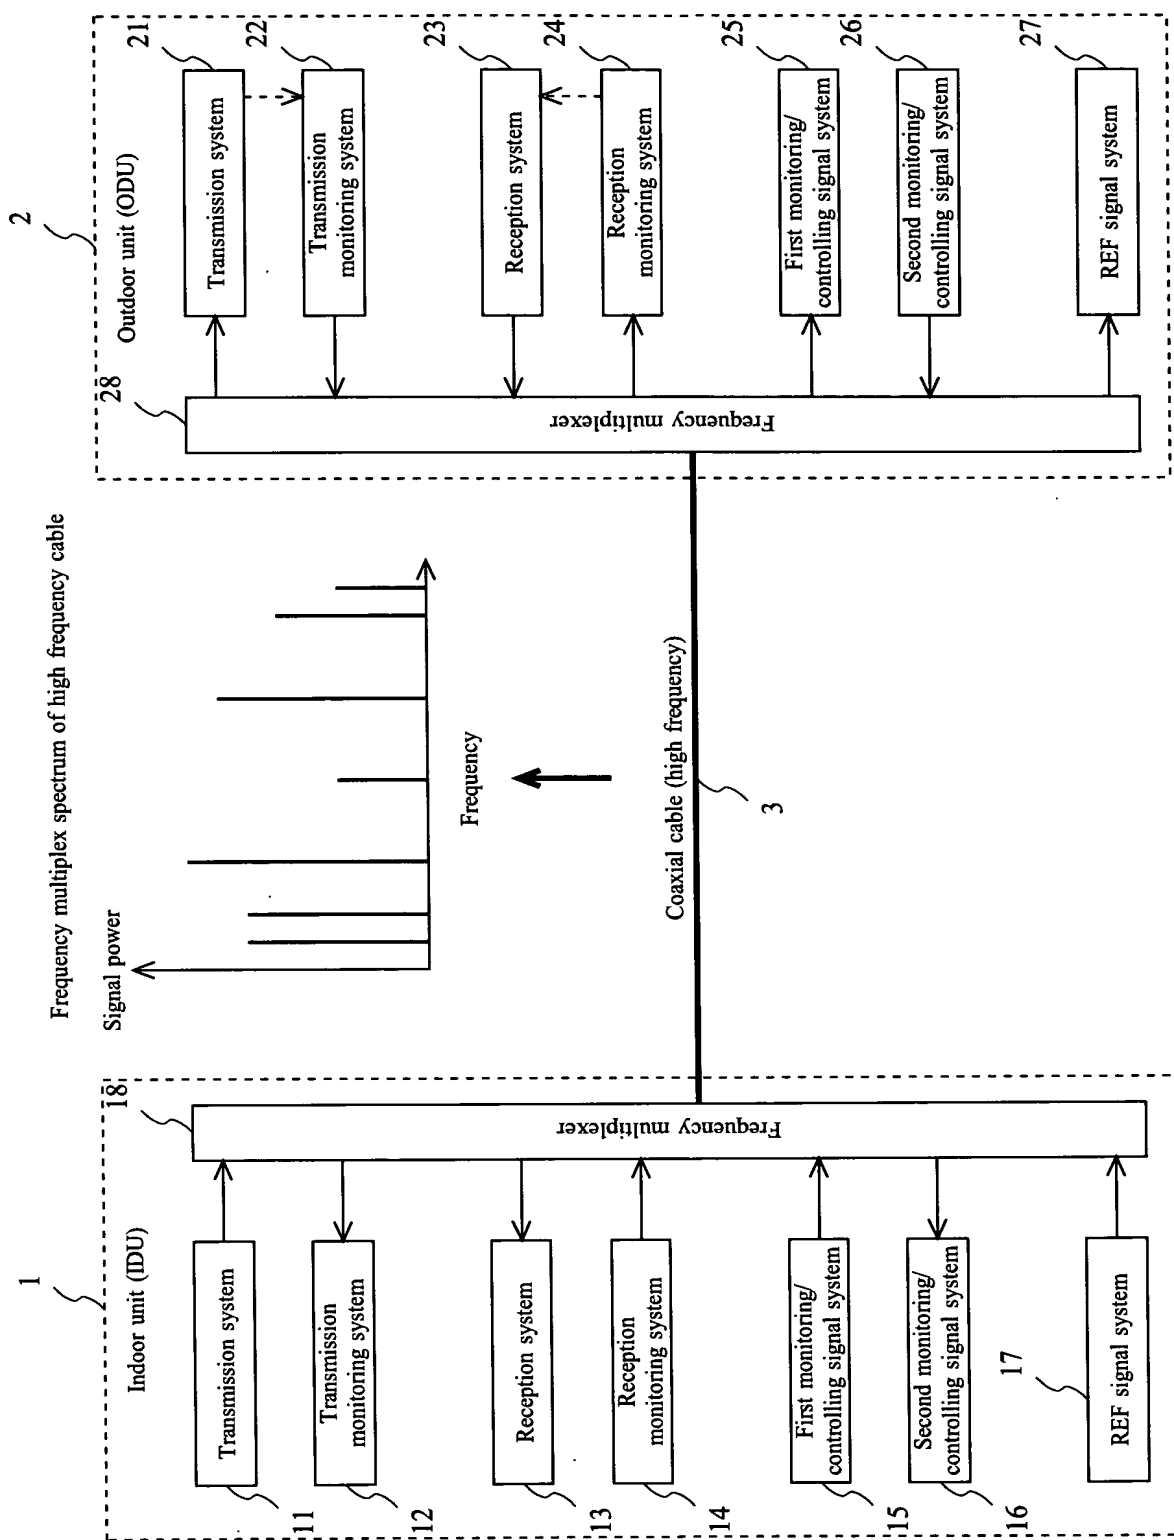 Frequency multiplex spectrum of high frequency cable
Signal power
Frequency
1
Indoor unit (IDU)
18
Frequency multiplexer
Transmission system
11
Transmission
monitoring system
12
Reception system
13
Reception
monitoring system
14
First monitoring/
controlling signal system
15
Second monitoring/
controlling signal system
16
17
REF signal system
Coaxial cable (high frequency)
3
2
Outdoor unit (ODU)
28
Frequency multiplexer
21
Transmission system
22
Transmission
monitoring system
23
Reception system
24
Reception
monitoring system
25
First monitoring/
controlling signal system
26
Second monitoring/
controlling signal system
27
REF signal system